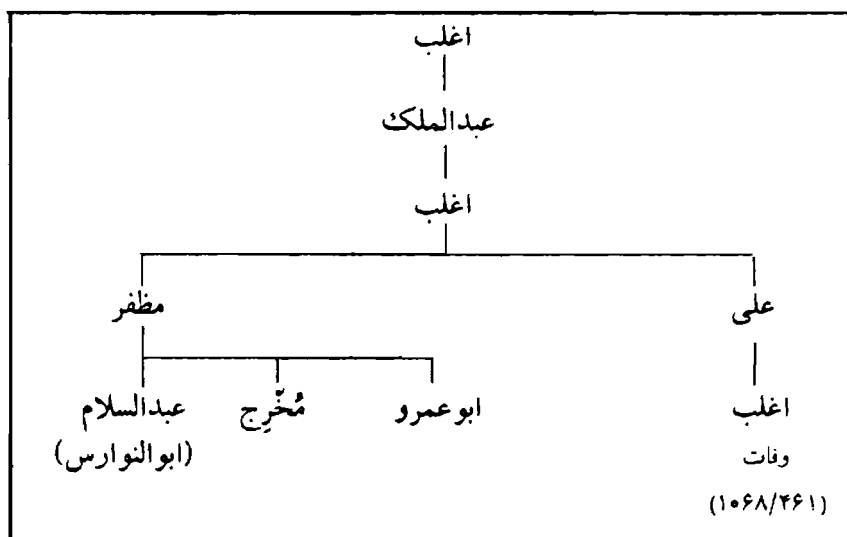 اغلب
عبدالملک
اغلب
علی
مظفر
اغلب
ابوعمرو
مُخَّرِج
عبدالسلام
وفات
(ابوالنوارس)
(۱۰۶۸/۴۶۱)